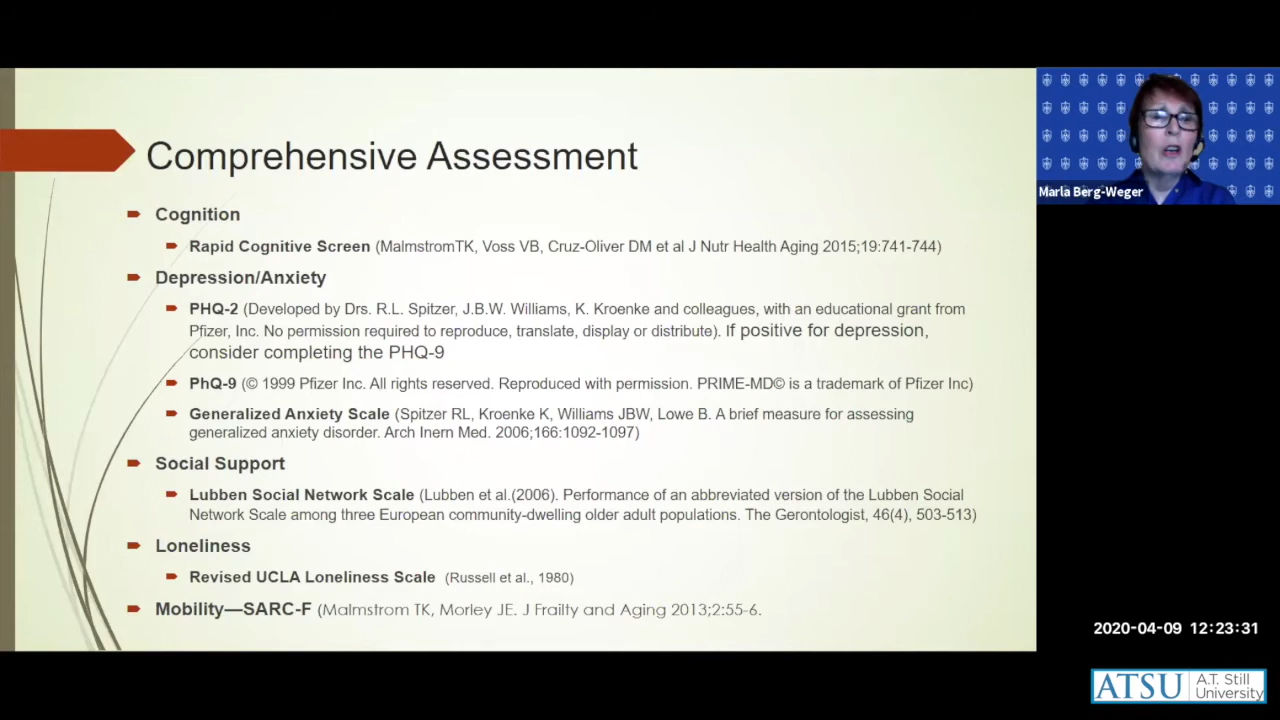 Comprehensive Assessment
Cognition
Rapid Cognitive Screen (MalmstromTK, Voss VB, Cruz-Oliver DM et al J Nutr Health Aging 2015;19:741-744)
Depression/Anxiety
PHQ-2 (Developed by Drs. R.L. Spitzer, J.B.W. Williams, K. Kroenke and colleagues, with an educational grant from
Pfizer, Inc. No permission required to reproduce, translate, display or distribute). If positive for depression,
consider completing the PHQ-9
PhQ-9 (© 1999 Pfizer Inc. All rights reserved. Reproduced with permission. PRIME-MD© is a trademark of Pfizer Inc)
Generalized Anxiety Scale (Spitzer RL, Kroenke K, Williams JBW, Lowe B. A brief measure for assessing
generalized anxiety disorder. Arch Inern Med. 2006;166:1092-1097)
Social Support
Lubben Social Network Scale (Lubben et al.(2006). Performance of an abbreviated version of the Lubben Social
Network Scale among three European community-dwelling older adult populations. The Gerontologist, 46(4), 503-513)
Loneliness
Revised UCLA Loneliness Scale (Russell et al., 1980)
Mobility—SARC-F (Malmstrom TK, Morley JE. J Frailty and Aging 2013;2:55-6.
Marla Berg-Weger
2020-04-09 12:23:31
ATSU A.T. Still
University